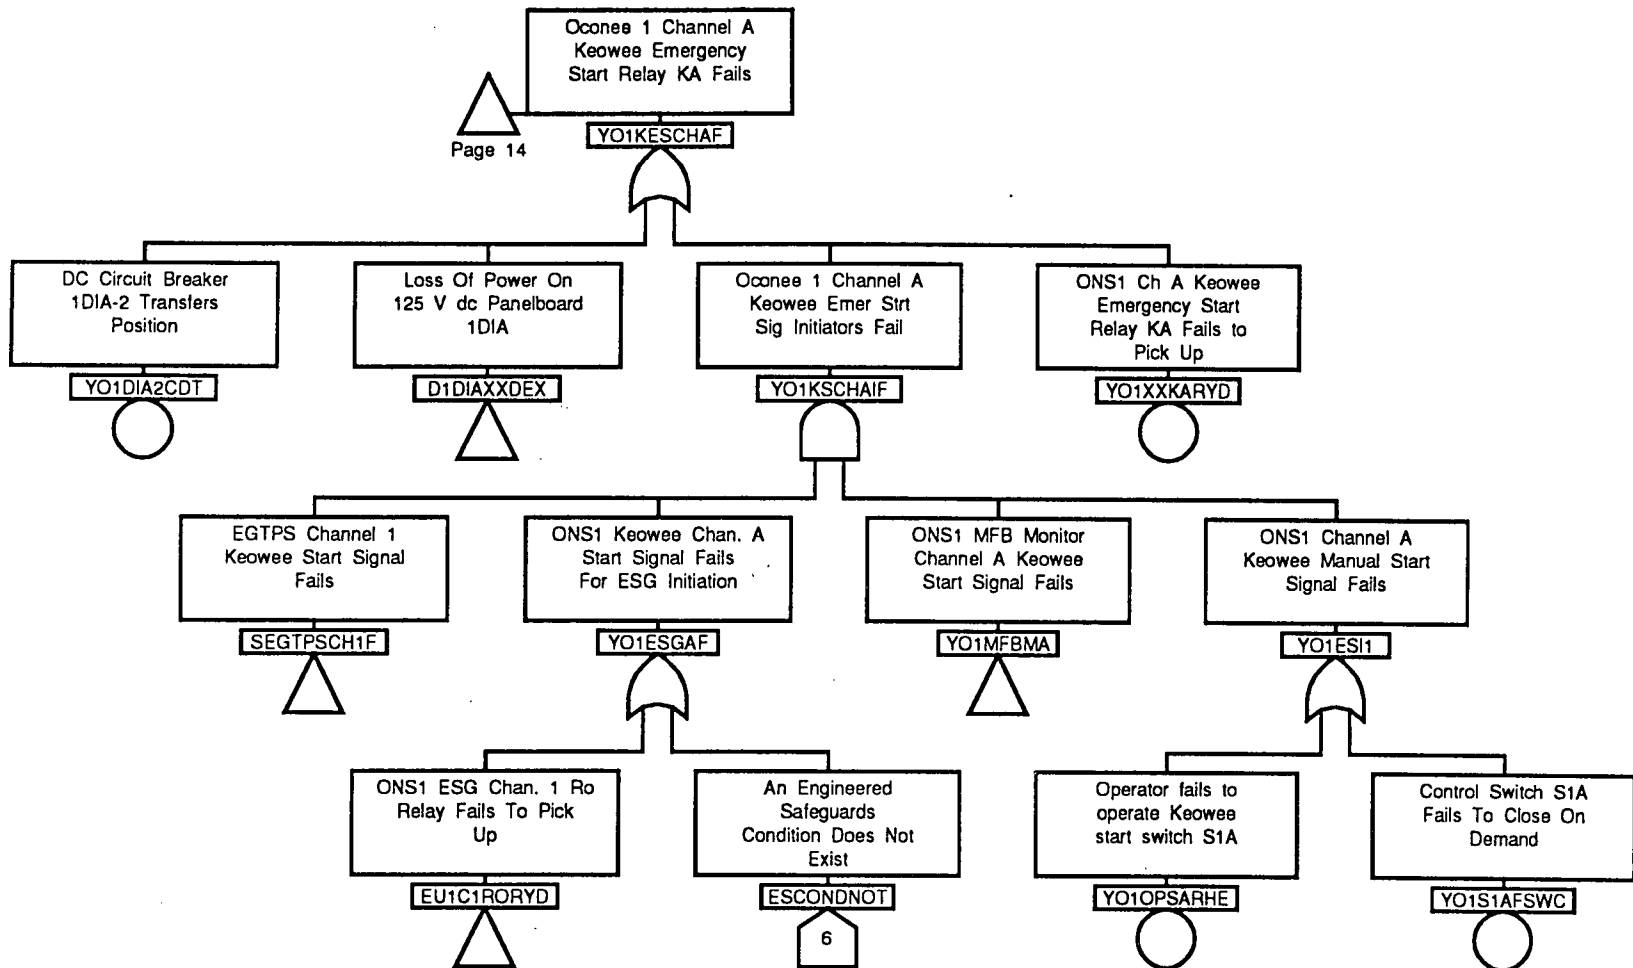 Oconee 1 Channel A
Keowee Emergency
Start Relay KA Fails
Page 14
YO1KESCHAF
DC Circuit Breaker
1DIA-2 Transfers
Position
YO1DIA2CDT
Loss Of Power On
125 V dc Panelboard
1DIA
D1DIAXXDEX
Oconee 1 Channel A
Keowee Emer Strt
Sig Initiators Fail
YO1KSCHAIF
ONS1 Ch A Keowee
Emergency Start
Relay KA Fails to
Pick Up
YO1XXKARYD
EGTPS Channel 1
Keowee Start Signal
Fails
SEGTPSCH1F
ONS1 Keowee Chan. A
Start Signal Fails
For ESG Initiation
YO1ESGAF
ONS1 MFB Monitor
Channel A Keowee
Start Signal Fails
YO1MFBMA
ONS1 Channel A
Keowee Manual Start
Signal Fails
YO1ESI1
ONS1 ESG Chan. 1 Ro
Relay Fails To Pick
Up
EU1C1RORYD
An Engineered
Safeguards
Condition Does Not
Exist
ESCONDNOT
6
Operator fails to
operate Keowee
start switch S1A
YO1OPSARHE
Control Switch S1A
Fails To Close On
Demand
YO1S1AFSWC